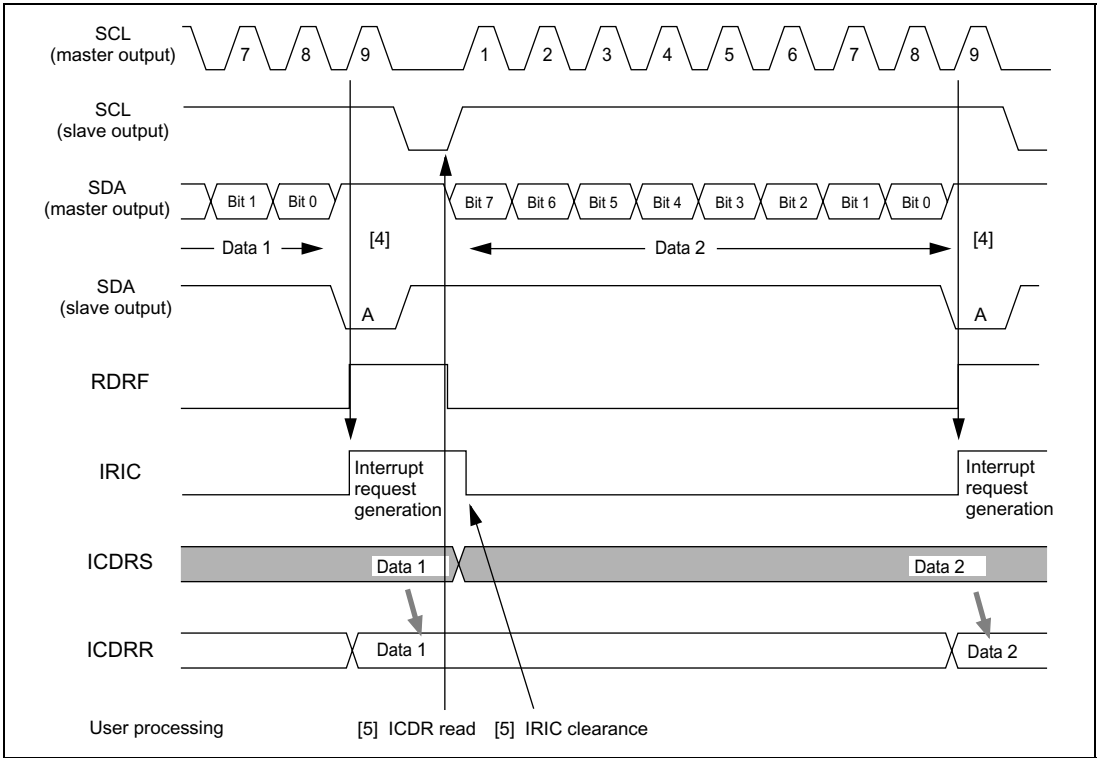 SCL
(master output)
7 8 9 1 2 3 4 5 6 7 8 9
SCL
(slave output)
SDA
(master output)
Bit 1 Bit 0 Bit 7 Bit 6 Bit 5 Bit 4 Bit 3 Bit 2 Bit 1 Bit 0
Data 1 [4] Data 2 [4]
SDA
(slave output)
A A
RDRF
IRIC
Interrupt
request
generation
Interrupt
request
generation
ICDRS
Data 1 Data 2
ICDRR
Data 1 Data 2
User processing [5] ICDR read [5] IRIC clearance